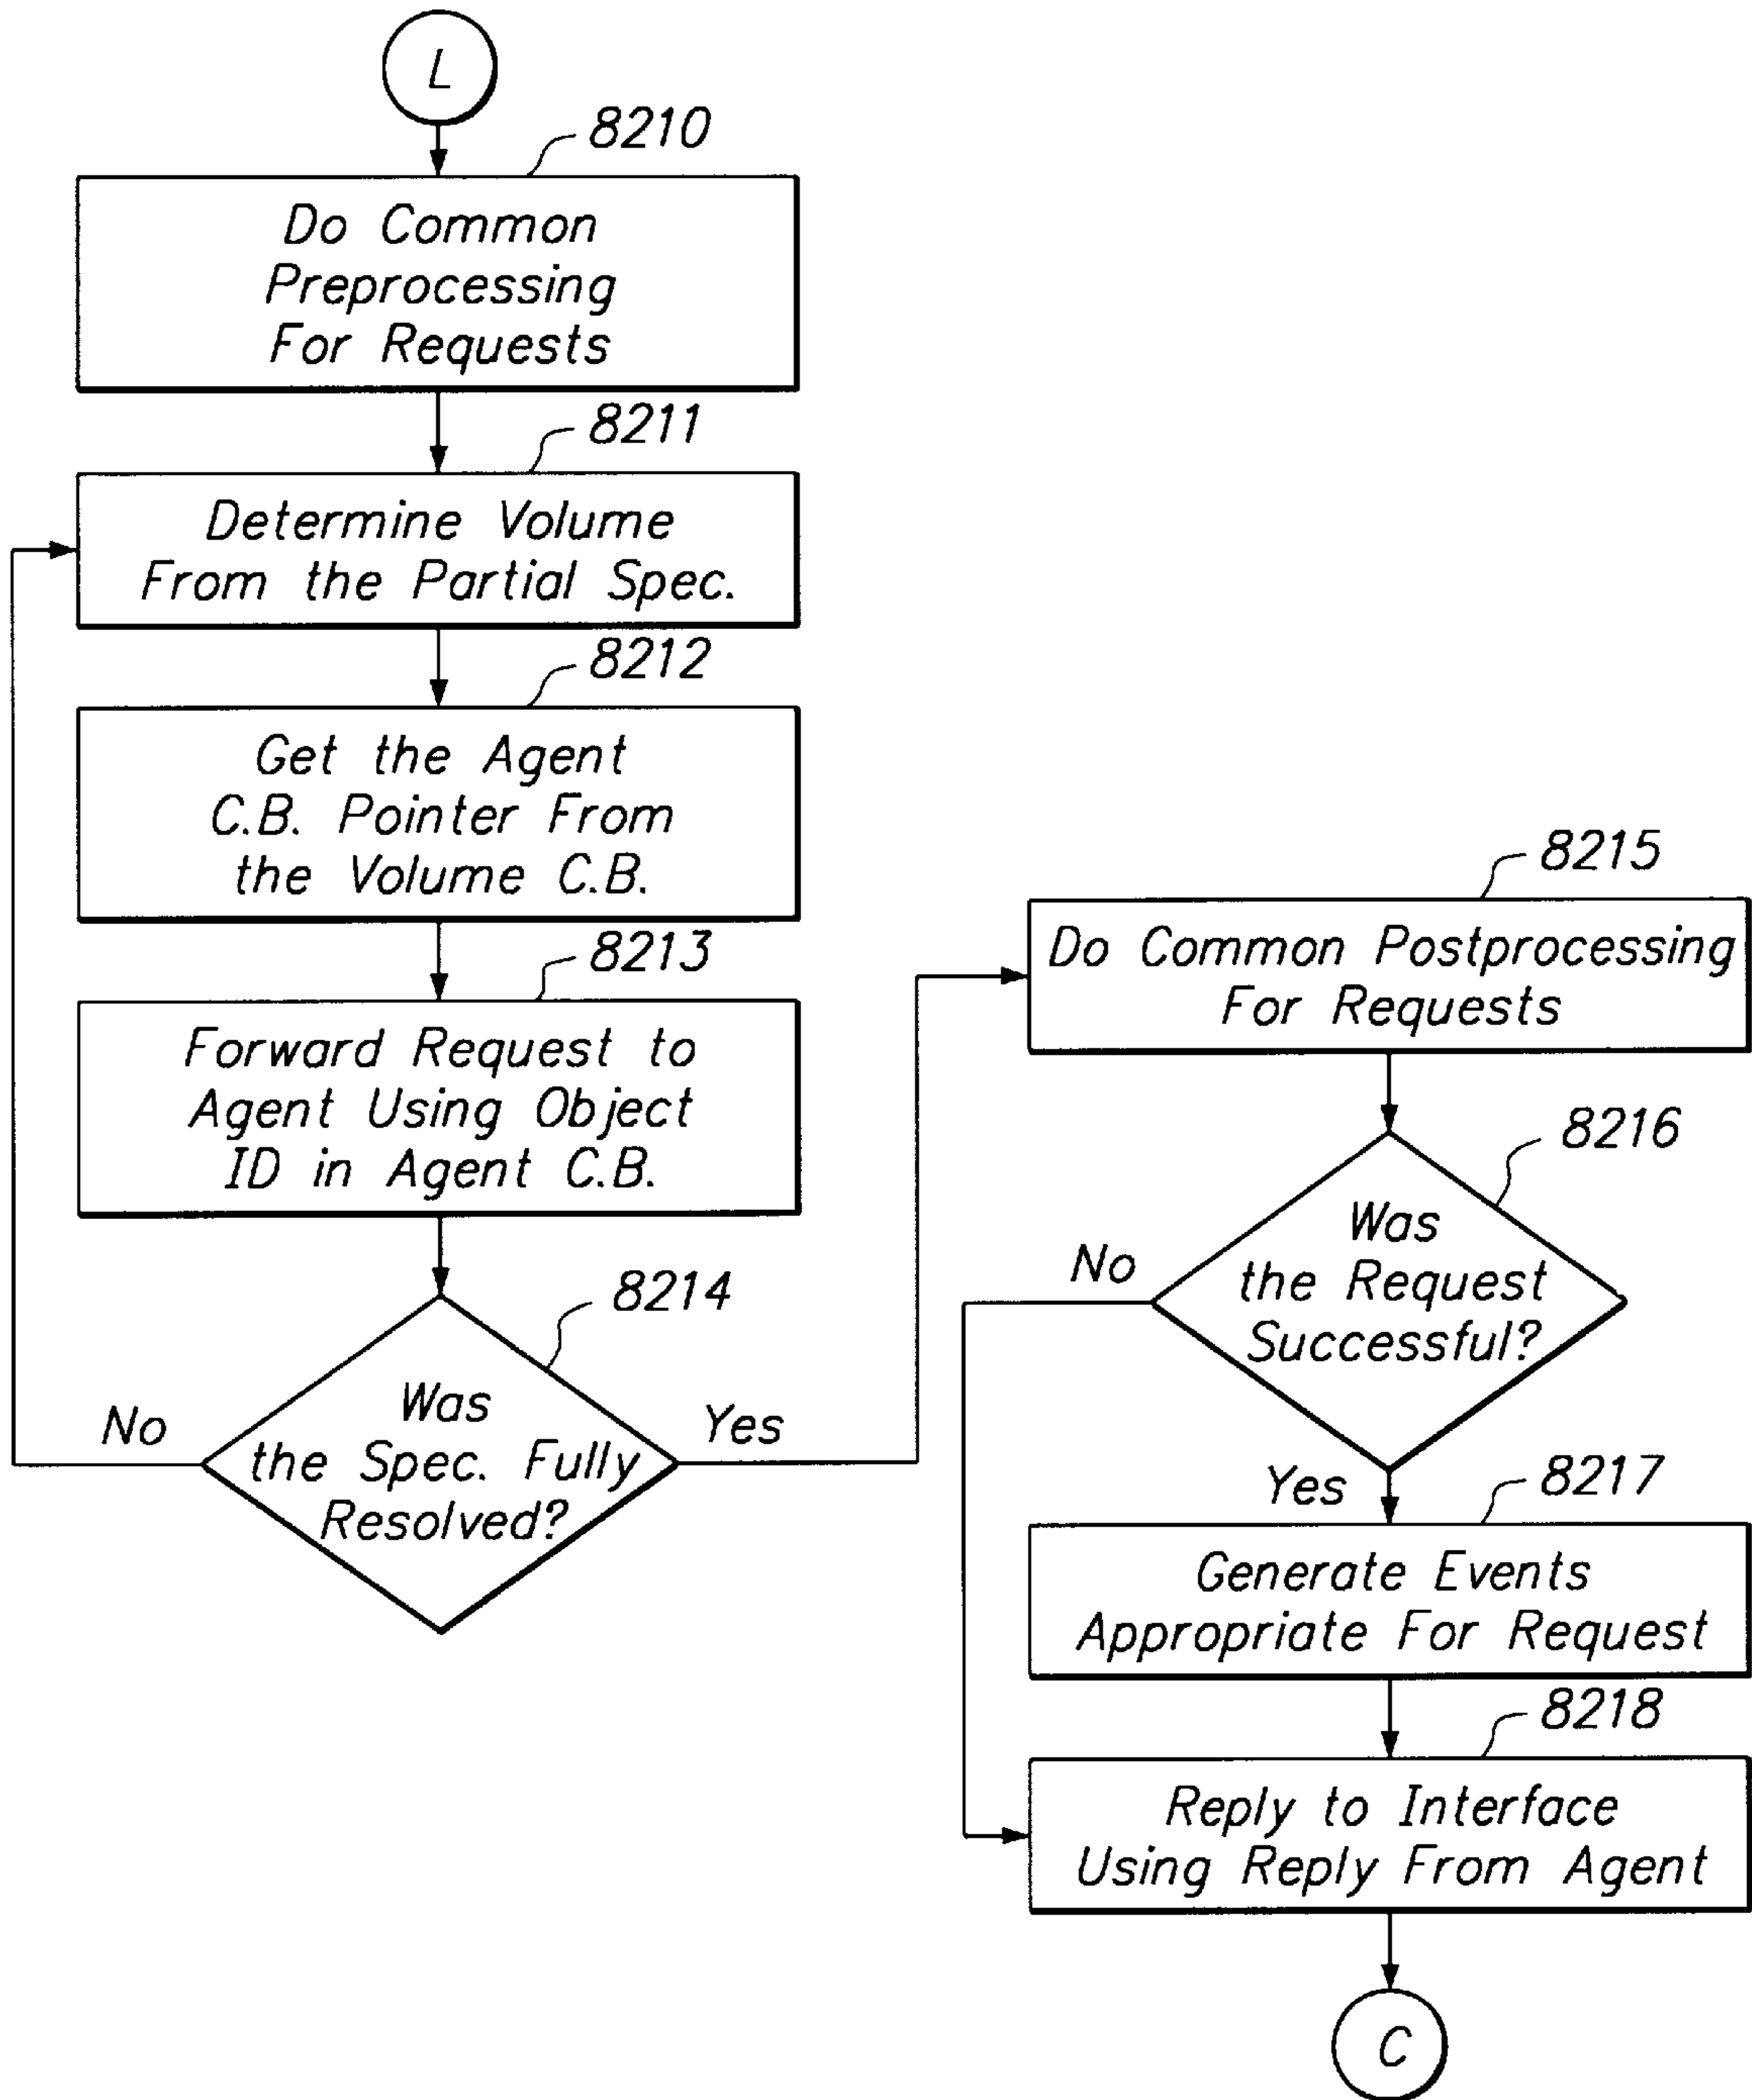 L
8210
Do Common
Preprocessing
For Requests
8211
Determine Volume
From the Partial Spec.
8212
Get the Agent
C.B. Pointer From
the Volume C.B.
8213
Forward Request to
Agent Using Object
ID in Agent C.B.
8214
Was
the Spec. Fully
Resolved?
No
Yes
8215
Do Common Postprocessing
For Requests
8216
Was
the Request
Successful?
No
Yes
8217
Generate Events
Appropriate For Request
8218
Reply to Interface
Using Reply From Agent
C